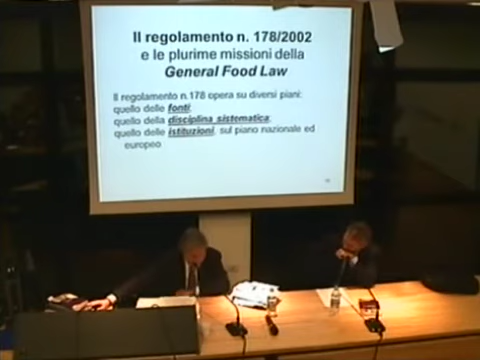 Il regolamento n. 178/2002
e le plurime missioni della
General Food Law
Il regolamento n.178 opera su diversi piani:
quello delle fonti;
quello della disciplina sistematica;
quello delle istituzioni, sul piano nazionale ed
europeo